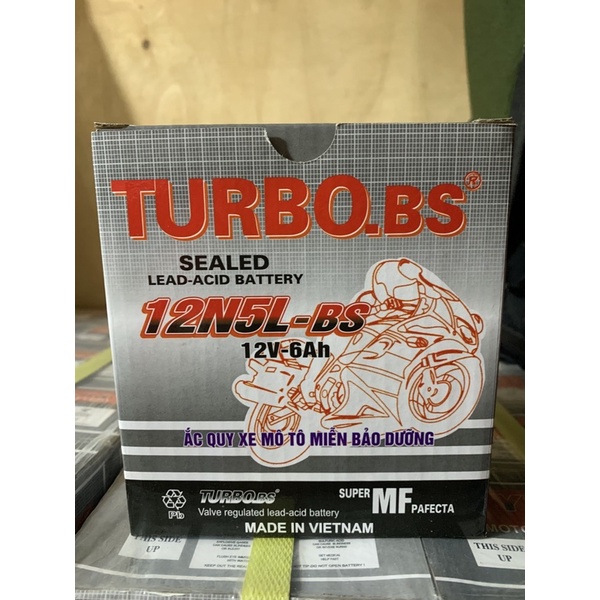 TURBO.BS®
SEALED
LEAD-ACID BATTERY
12N5L-BS
12V-6Ah
ẮC QUY XE MÔ TÔ MIỄN BẢO DƯỠNG
Pb
TURBO.BS®
Valve regulated lead-acid battery
SUPER MF PAFECTA
MADE IN VIETNAM
THIS SIDE UP
THIS SIDE UP